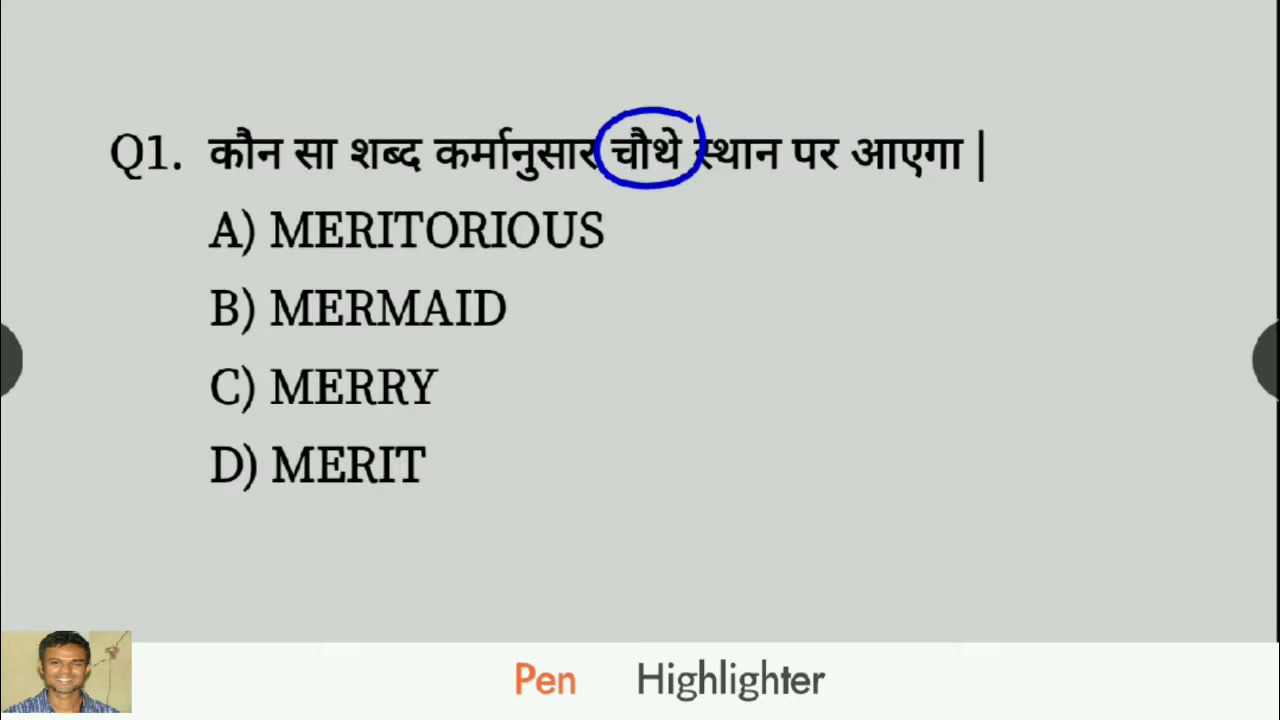 Q1. कौन सा शब्द कर्मानुसार चौथे स्थान पर आएगा |
A) MERITORIOUS
B) MERMAID
C) MERRY
D) MERIT
Pen Highlighter